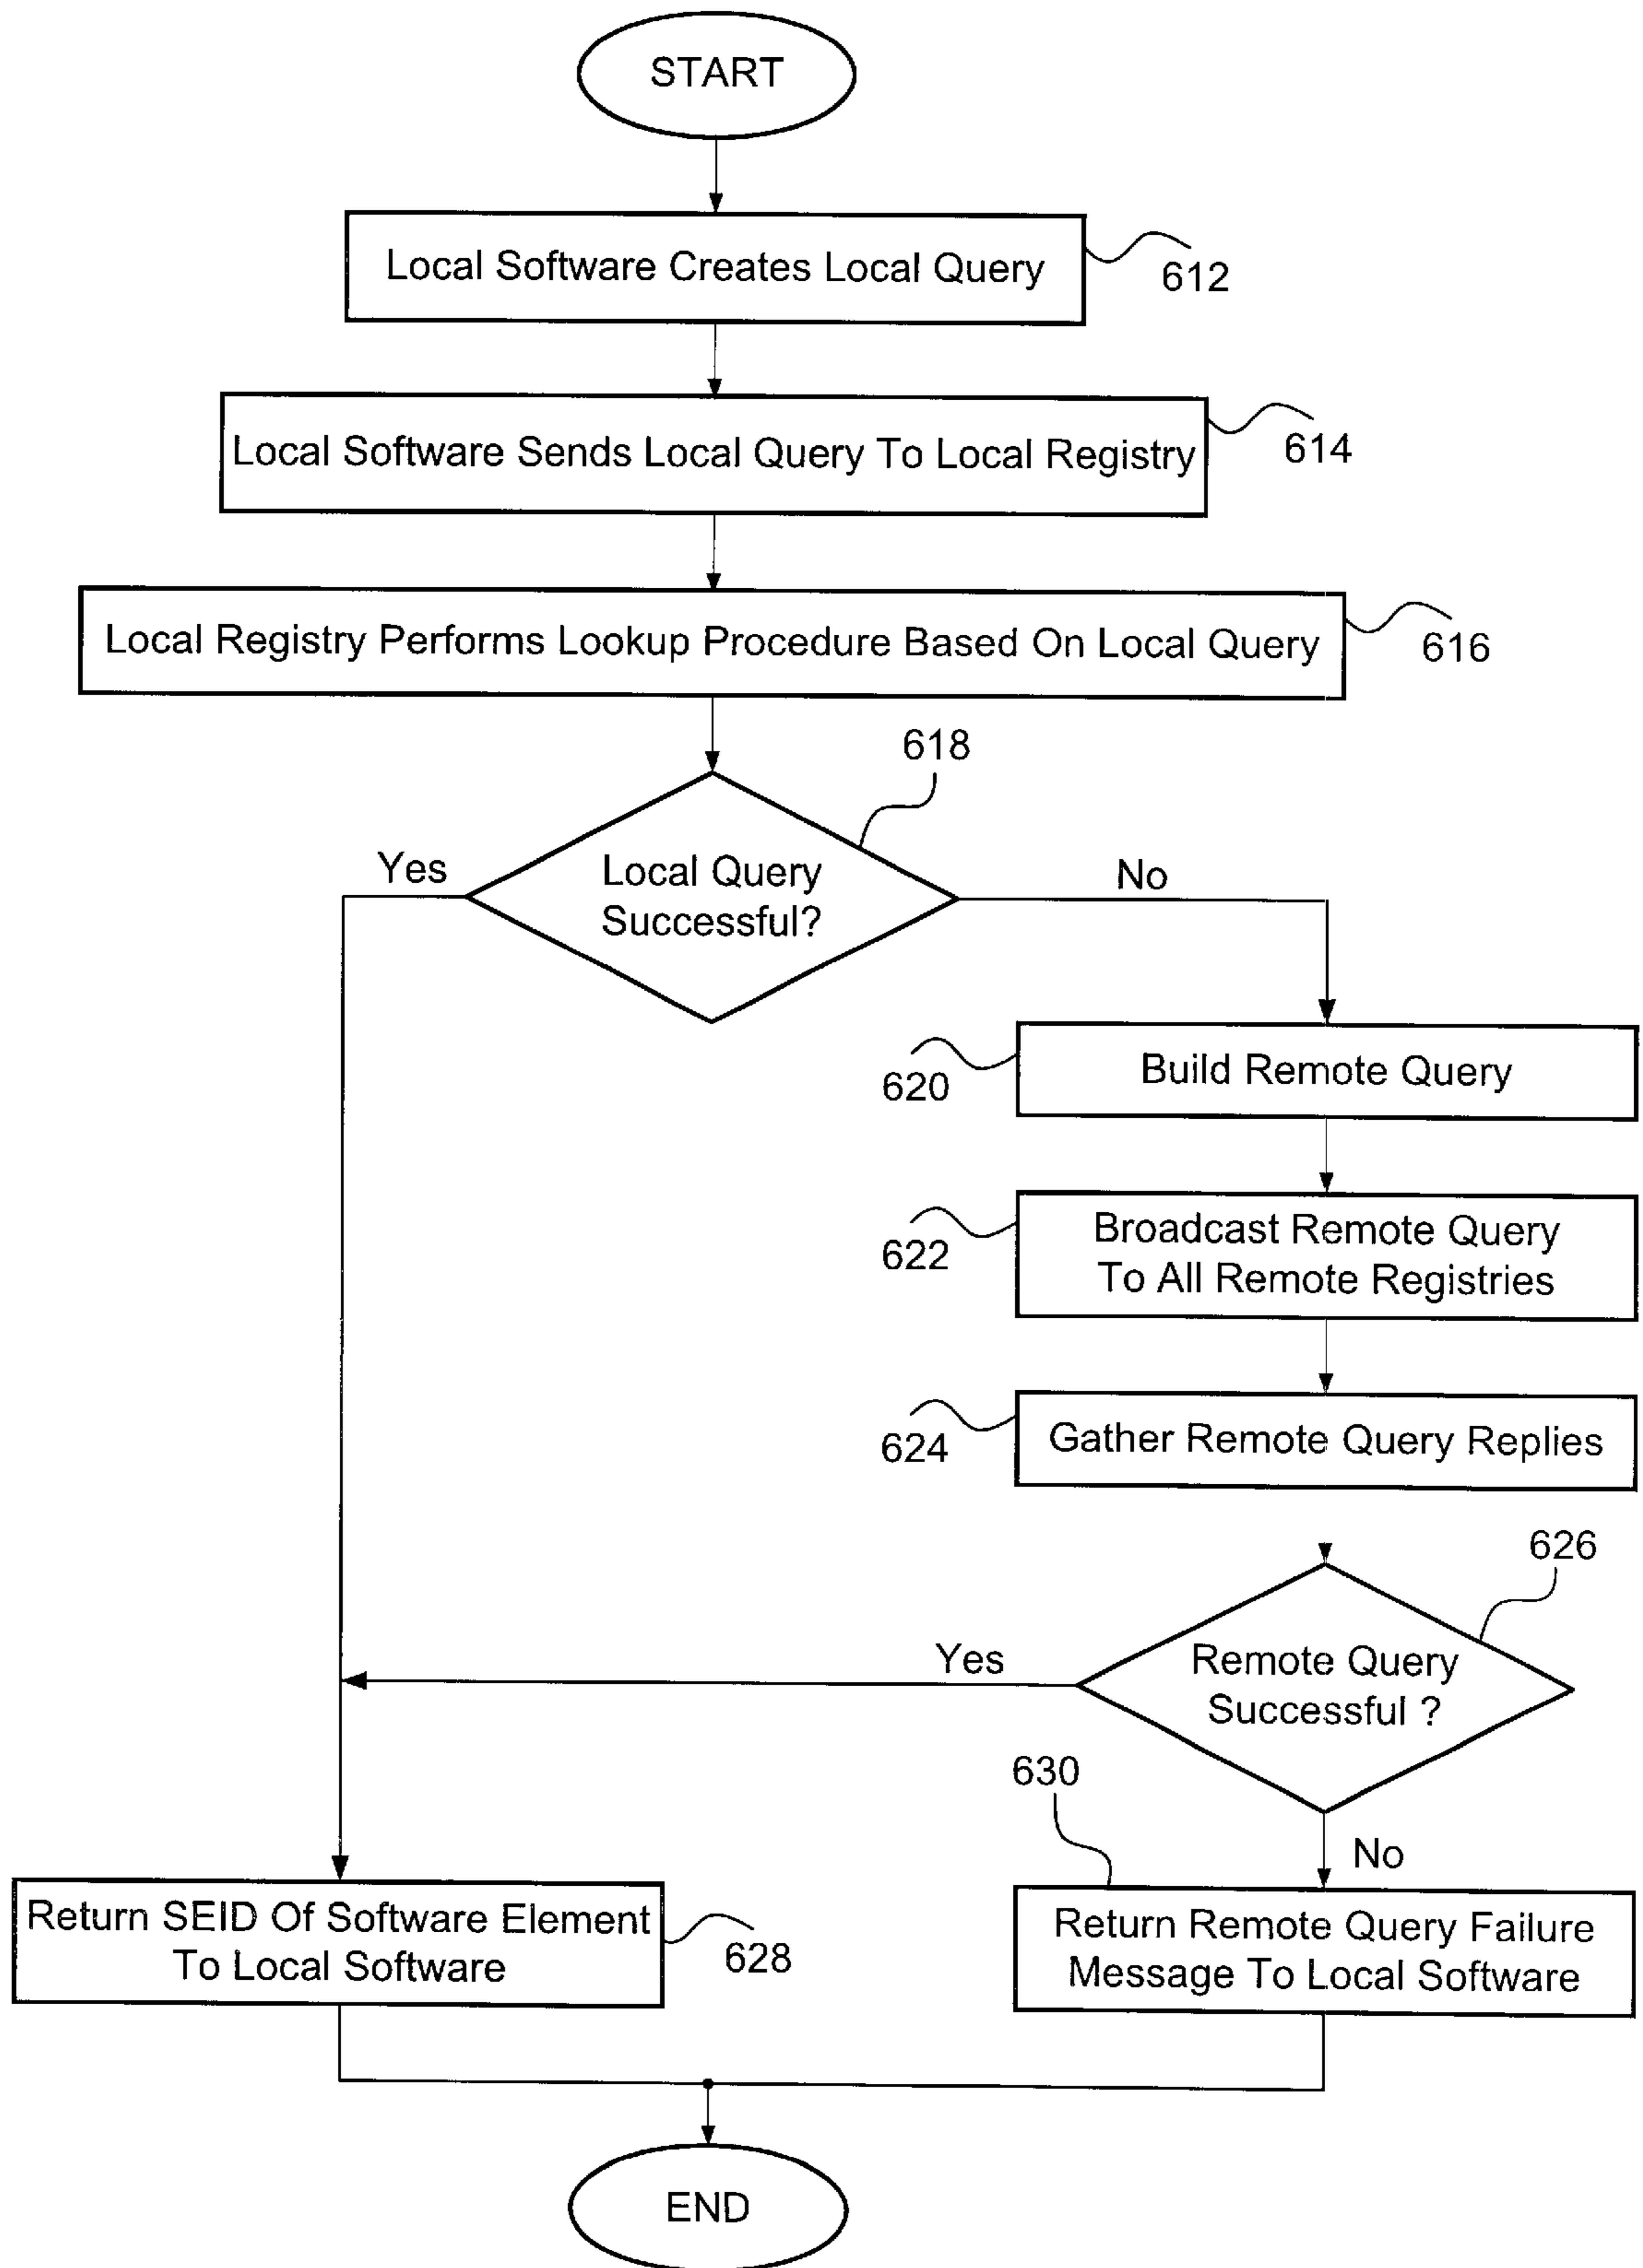 START
Local Software Creates Local Query
612
Local Software Sends Local Query To Local Registry
614
Local Registry Performs Lookup Procedure Based On Local Query
616
618
Yes
Local Query
Successful?
No
620
Build Remote Query
622
Broadcast Remote Query
To All Remote Registries
624
Gather Remote Query Replies
626
Yes
Remote Query
Successful ?
630
No
Return SEID Of Software Element
To Local Software
628
Return Remote Query Failure
Message To Local Software
END